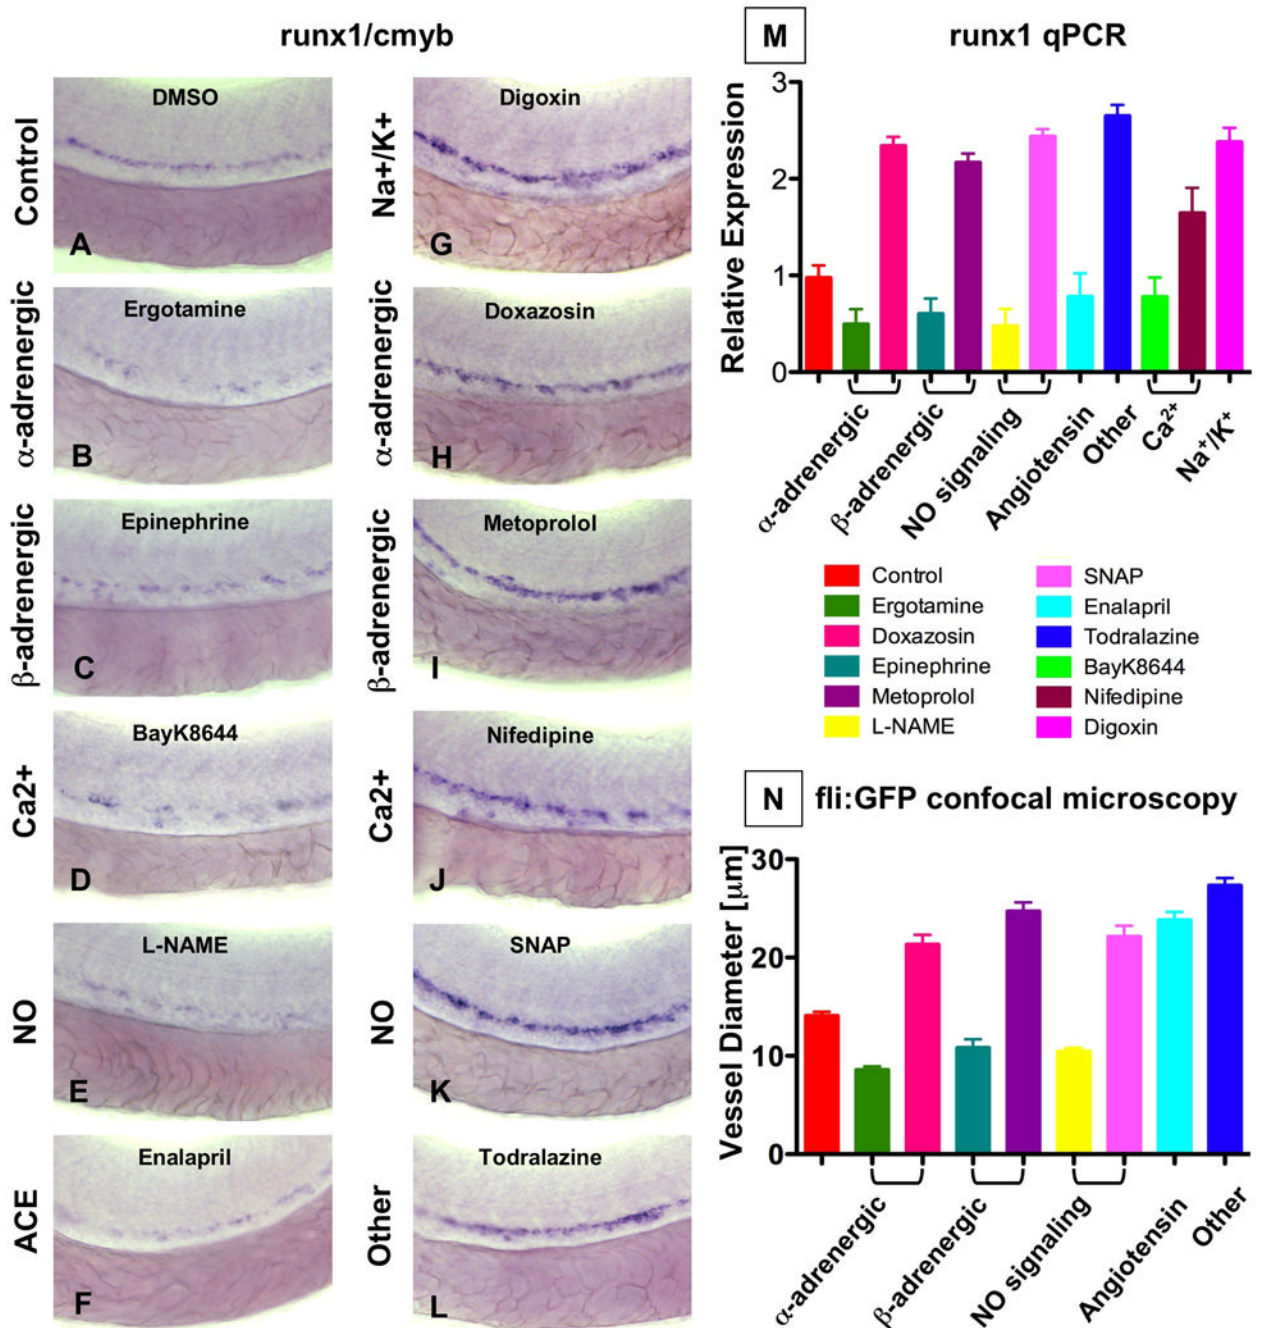 runx1/cmyb
Control
DMSO
A
Na+/K+
Digoxin
G
α-adrenergic
Ergotamine
B
α-adrenergic
Doxazosin
H
β-adrenergic
Epinephrine
C
β-adrenergic
Metoprolol
I
Ca2+
BayK8644
D
Ca2+
Nifedipine
J
NO
L-NAME
E
NO
SNAP
K
ACE
Enalapril
F
Other
Todralazine
L
M
runx1 qPCR
Relative Expression
3
2
1
0
α-adrenergic
β-adrenergic
NO signaling
Angiotensin
Other
Ca²⁺
Na⁺/K⁺
Control
Ergotamine
Doxazosin
Epinephrine
Metoprolol
L-NAME
SNAP
Enalapril
Todralazine
BayK8644
Nifedipine
Digoxin
N
fli:GFP confocal microscopy
Vessel Diameter [µm]
30
20
10
0
α-adrenergic
β-adrenergic
NO signaling
Angiotensin
Other